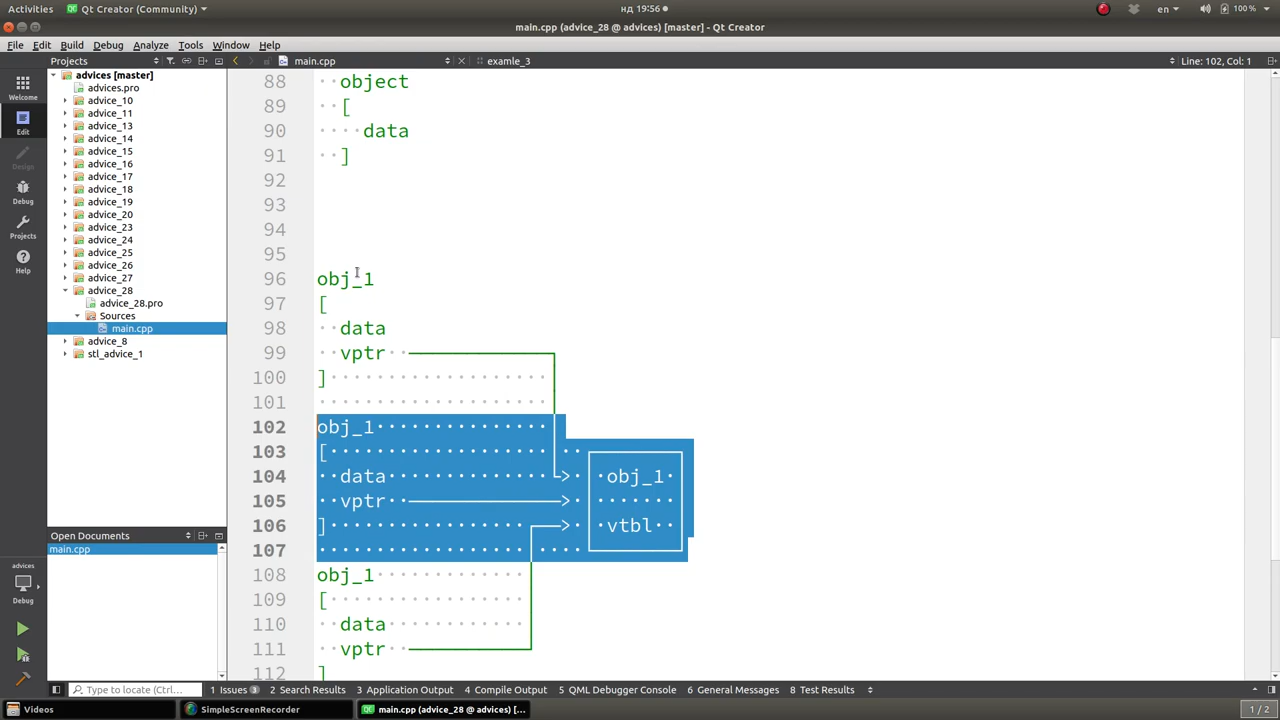 Activities
Qt Creator (Community)
нд 19:56
en
100 %
main.cpp (advice_28 @ advices) [master] - Qt Creator
File Edit Build Debug Analyze Tools Window Help
Projects
main.cpp
examle_3
Line: 102, Col: 1
Welcome
Edit
Design
Debug
Projects
Help
advices [master]
advices.pro
advice_10
advice_11
advice_13
advice_14
advice_15
advice_16
advice_17
advice_18
advice_19
advice_20
advice_23
advice_24
advice_25
advice_26
advice_27
advice_28
advice_28.pro
Sources
main.cpp
advice_8
stl_advice_1
Open Documents
main.cpp
advices
Debug
88 object
89 [
90 data
91 ]
92
93
94
95
96 obj_1
97 [
98 data
99 vptr
100 ]
101
102 obj_1
103 [
104 data > obj_1
105 vptr >
106 ] > vtbl
107
108 obj_1
109 [
110 data
111 vptr
112 ]
Type to locate (Ctrl...
1 Issues 3
2 Search Results
3 Application Output
4 Compile Output
5 QML Debugger Console
6 General Messages
8 Test Results
Videos
SimpleScreenRecorder
main.cpp (advice_28 @ advices) [...
1 / 2